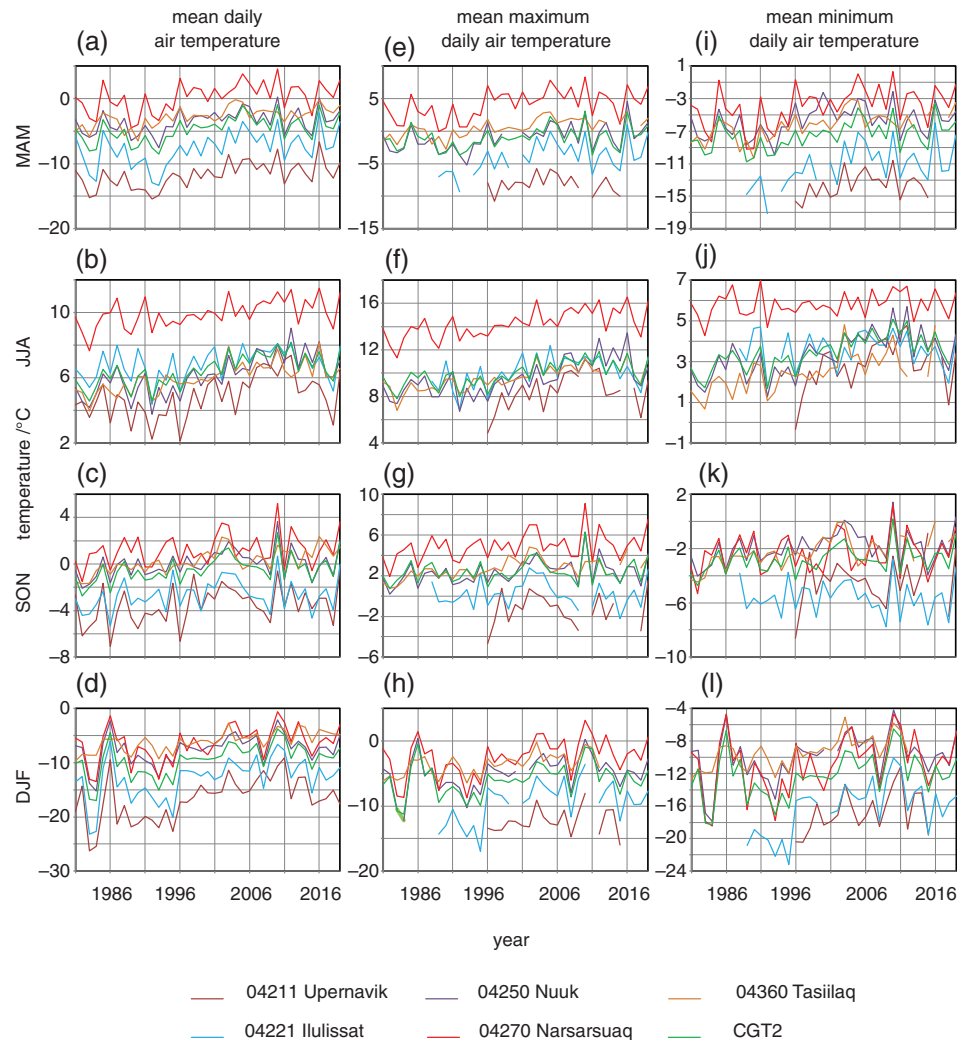 mean daily
air temperature
mean maximum
daily air temperature
mean minimum
daily air temperature
(a)
(e)
(i)
0
−10
−20
5
−5
−15
1
−3
−7
−11
−15
−19
MAM
(b)
(f)
(j)
10
6
2
16
12
8
4
7
5
3
1
−1
JJA
temperature /°C
(c)
(g)
(k)
4
0
−4
−8
10
6
2
−2
−6
2
−2
−6
−10
SON
(d)
(h)
(l)
0
−10
−20
−30
0
−10
−20
−4
−8
−12
−16
−20
−24
DJF
1986 1996 2006 2016
1986 1996 2006 2016
1986 1996 2006 2016
year
04211 Upernavik
04250 Nuuk
04360 Tasiilaq
04221 Ilulissat
04270 Narsarsuaq
CGT2